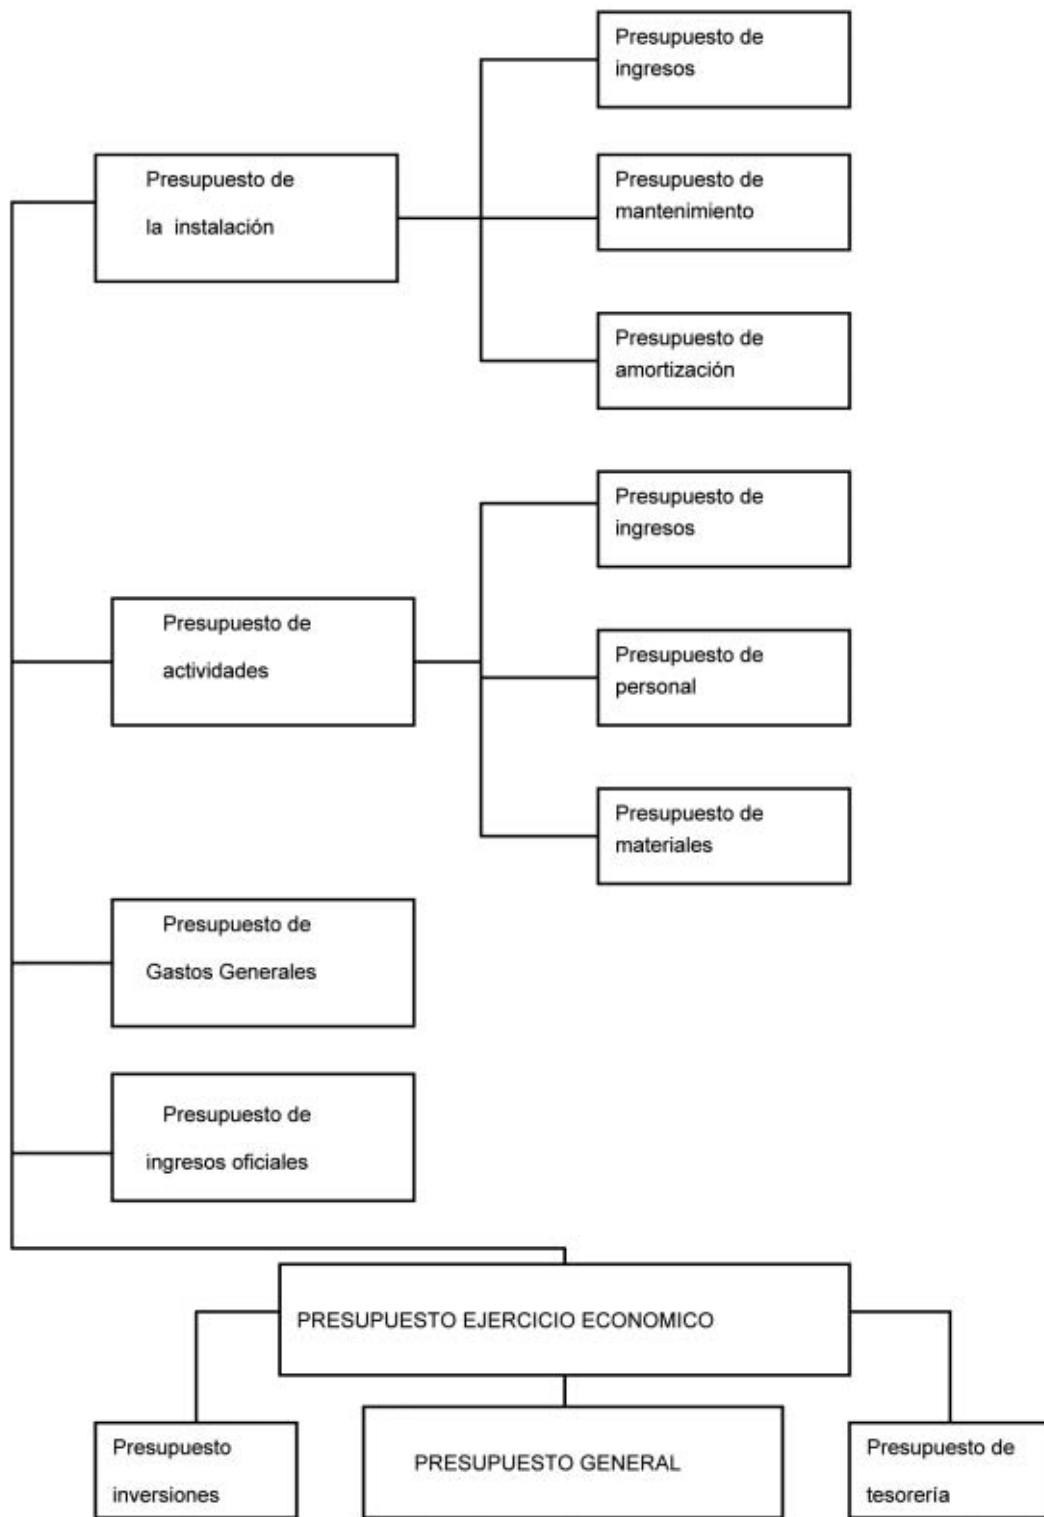 Presupuesto de
ingresos
Presupuesto de
la instalación
Presupuesto de
mantenimiento
Presupuesto de
amortización
Presupuesto de
ingresos
Presupuesto de
actividades
Presupuesto de
personal
Presupuesto de
materiales
Presupuesto de
Gastos Generales
Presupuesto de
ingresos oficiales
PRESUPUESTO EJERCICIO ECONOMICO
Presupuesto
inversiones
PRESUPUESTO GENERAL
Presupuesto de
tesorería